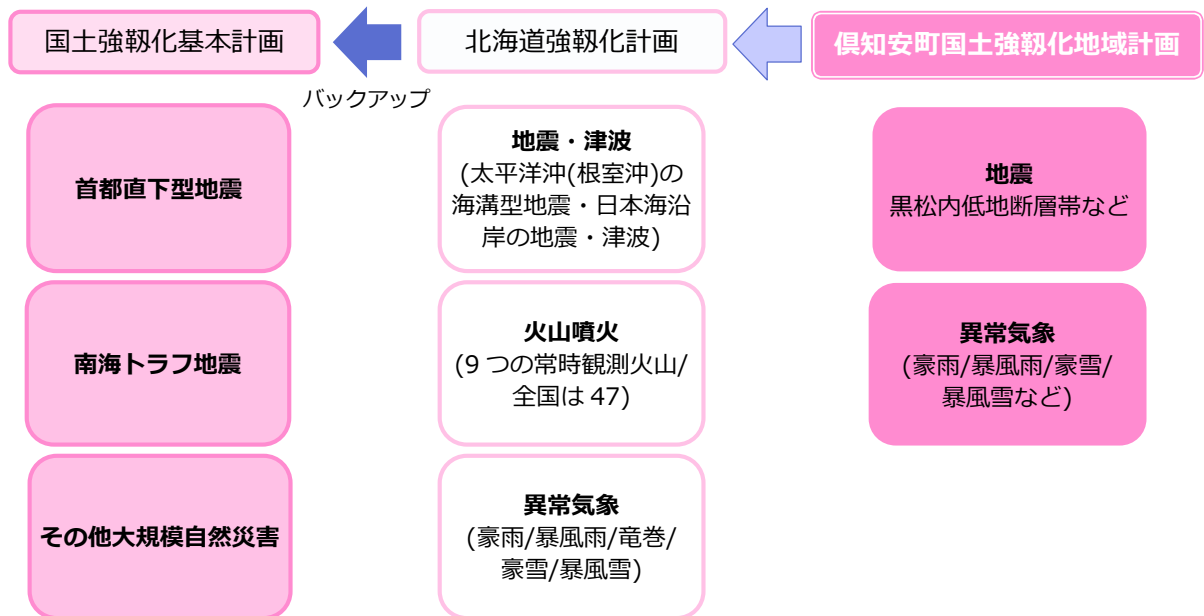 国土強靱化基本計画
北海道強靱化計画
倶知安町国土強靱化地域計画
バックアップ
首都直下型地震
地震・津波
(太平洋沖(根室沖)の
海溝型地震・日本海沿
岸の地震・津波)
地震
黒松内低地断層帯など
南海トラフ地震
火山噴火
(9 つの常時観測火山/
全国は 47)
異常気象
(豪雨/暴風雨/豪雪/
暴風雪など)
その他大規模自然災害
異常気象
(豪雨/暴風雨/竜巻/
豪雪/暴風雪)